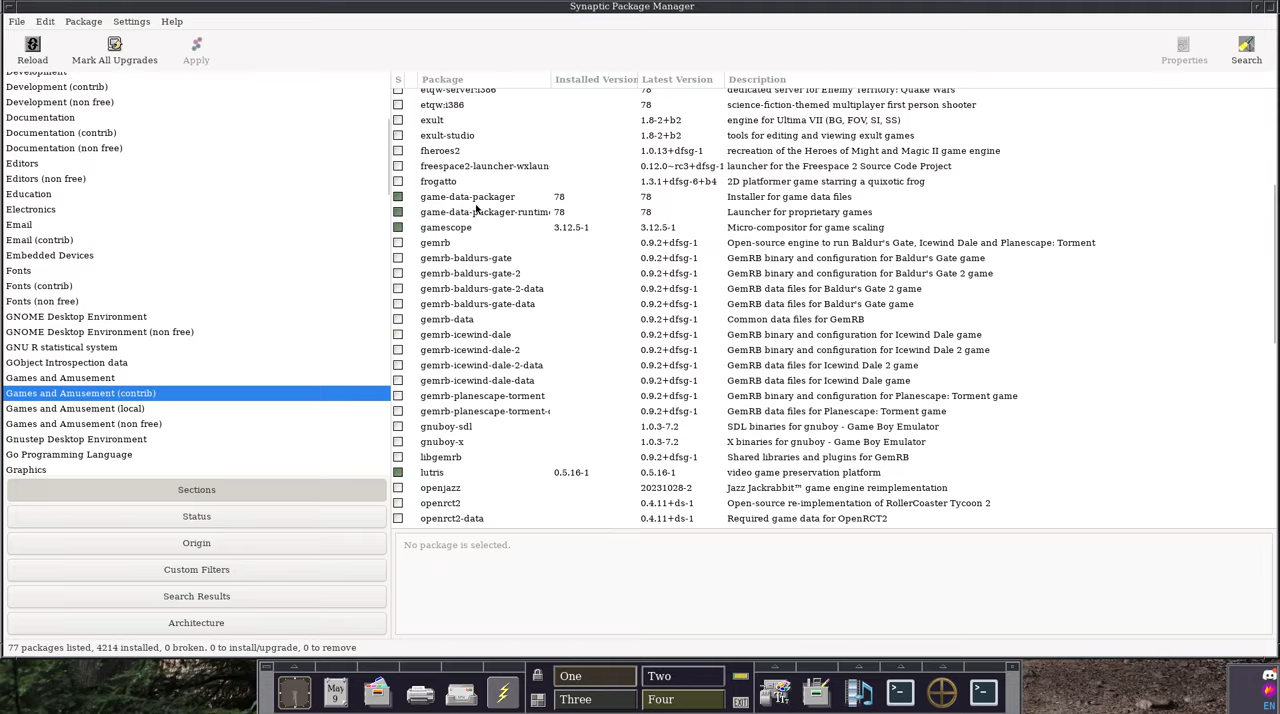 Synaptic Package Manager
File Edit Package Settings Help
Reload Mark All Upgrades Apply Properties Search
Development
Development (contrib)
Development (non free)
Documentation
Documentation (contrib)
Documentation (non free)
Editors
Editors (non free)
Education
Electronics
Email
Email (contrib)
Embedded Devices
Fonts
Fonts (contrib)
Fonts (non free)
GNOME Desktop Environment
GNOME Desktop Environment (non free)
GNU R statistical system
GObject Introspection data
Games and Amusement
Games and Amusement (contrib)
Games and Amusement (local)
Games and Amusement (non free)
Gnustep Desktop Environment
Go Programming Language
Graphics
Sections
Status
Origin
Custom Filters
Search Results
Architecture
S Package Installed Version Latest Version Description
etqw-server:i386 78 dedicated server for Enemy Territory: Quake Wars
etqw:i386 78 science-fiction-themed multiplayer first person shooter
exult 1.8-2+b2 engine for Ultima VII (BG, FOV, SI, SS)
exult-studio 1.8-2+b2 tools for editing and viewing exult games
fheroes2 1.0.13+dfsg-1 recreation of the Heroes of Might and Magic II game engine
freespace2-launcher-wxlaun 0.12.0~rc3+dfsg-1 launcher for the Freespace 2 Source Code Project
frogatto 1.3.1+dfsg-6+b4 2D platformer game starring a quixotic frog
game-data-packager 78 78 Installer for game data files
game-data-packager-runtime 78 78 Launcher for proprietary games
gamescope 3.12.5-1 3.12.5-1 Micro-compositor for game scaling
gemrb 0.9.2+dfsg-1 Open-source engine to run Baldur's Gate, Icewind Dale and Planescape: Torment
gemrb-baldurs-gate 0.9.2+dfsg-1 GemRB binary and configuration for Baldur's Gate game
gemrb-baldurs-gate-2 0.9.2+dfsg-1 GemRB binary and configuration for Baldur's Gate 2 game
gemrb-baldurs-gate-2-data 0.9.2+dfsg-1 GemRB data files for Baldur's Gate 2 game
gemrb-baldurs-gate-data 0.9.2+dfsg-1 GemRB data files for Baldur's Gate game
gemrb-data 0.9.2+dfsg-1 Common data files for GemRB
gemrb-icewind-dale 0.9.2+dfsg-1 GemRB binary and configuration for Icewind Dale game
gemrb-icewind-dale-2 0.9.2+dfsg-1 GemRB binary and configuration for Icewind Dale 2 game
gemrb-icewind-dale-2-data 0.9.2+dfsg-1 GemRB data files for Icewind Dale 2 game
gemrb-icewind-dale-data 0.9.2+dfsg-1 GemRB data files for Icewind Dale game
gemrb-planescape-torment 0.9.2+dfsg-1 GemRB binary and configuration for Planescape: Torment game
gemrb-planescape-torment-d 0.9.2+dfsg-1 GemRB data files for Planescape: Torment game
gnuboy-sdl 1.0.3-7.2 SDL binaries for gnuboy - Game Boy Emulator
gnuboy-x 1.0.3-7.2 X binaries for gnuboy - Game Boy Emulator
libgemrb 0.9.2+dfsg-1 Shared libraries and plugins for GemRB
lutris 0.5.16-1 0.5.16-1 video game preservation platform
openjazz 20231028-2 Jazz Jackrabbit™ game engine reimplementation
openrct2 0.4.11+ds-1 Open-source re-implementation of RollerCoaster Tycoon 2
openrct2-data 0.4.11+ds-1 Required game data for OpenRCT2
No package is selected.
77 packages listed, 4214 installed, 0 broken. 0 to install/upgrade, 0 to remove
May
9
One Two
Three Four
EXIT
EN